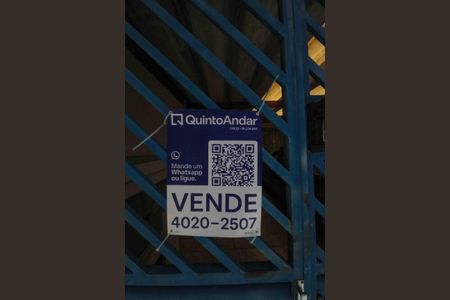 QuintoAndar
Mande um
Whatsapp
ou ligue.
VENDE
4020-2507